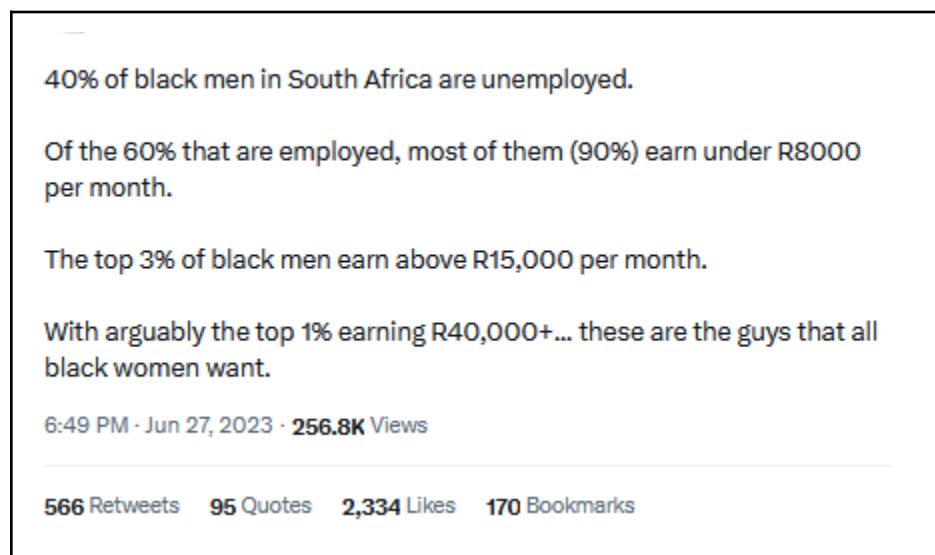 40% of black men in South Africa are unemployed.
Of the 60% that are employed, most of them (90%) earn under R8000
per month.
The top 3% of black men earn above R15,000 per month.
With arguably the top 1% earning R40,000+... these are the guys that all
black women want.
6:49 PM · Jun 27, 2023 · 256.8K Views
566 Retweets 95 Quotes 2,334 Likes 170 Bookmarks